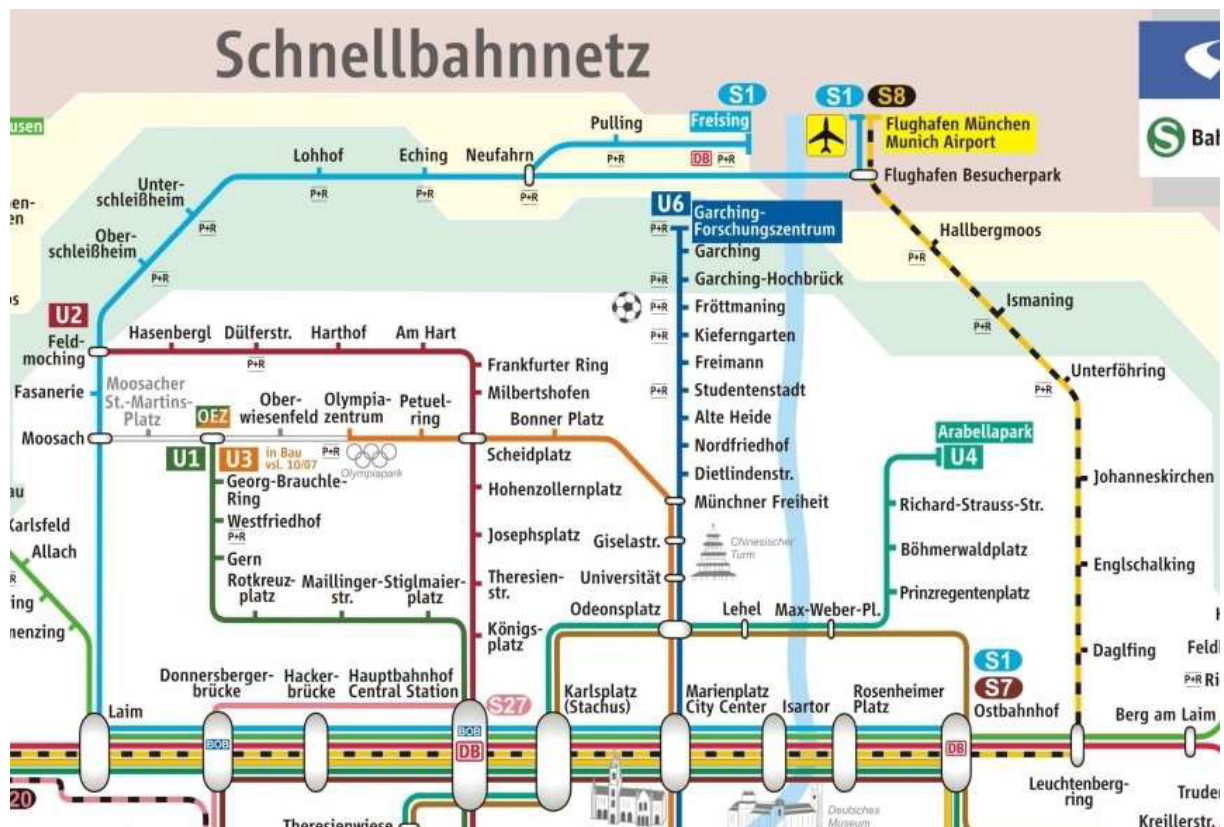 Schnellbahnnetz
S1
S1
S8
Pulling
Freising
Flughafen München
Munich Airport
DB
P+R
P+R
Lohhof
Eching
Neufahrn
Flughafen Besucherpark
P+R
P+R
P+R
Unter-
schleißheim
P+R
U6
Garching-
Forschungszentrum
P+R
Ober-
schleißheim
P+R
Garching
Hallbergmoos
P+R
P+R
Garching-Hochbrück
P+R
Fröttmaning
Ismaning
P+R
U2
Feld-
moching
Hasenbergl
Dülferstr.
Harthof
Am Hart
P+R
P+R
Kieferngarten
Frankfurter Ring
Freimann
Unterföhring
P+R
Fasanerie
Moosacher
St.-Martins-
Platz
Milbertshofen
P+R
Studentenstadt
OEZ
Ober-
wiesenfeld
Olympia-
zentrum
Petuel-
ring
Bonner Platz
Alte Heide
Arabellapark
U4
Moosach
U1
U3
in Bau
vsl. 10/07
P+R
Olympiapark
Scheidplatz
Nordfriedhof
Dietlindenstr.
Georg-Brauchle-
Ring
Hohenzollernplatz
Münchner Freiheit
Richard-Strauss-Str.
Johanneskirchen
Westfriedhof
P+R
Josephsplatz
Giselastr.
Chinesischer
Turm
Böhmerwaldplatz
Karlsfeld
Allach
Gern
Theresien-
str.
Universität
Englschalking
Rotkreuz-
platz
Maillinger-
str.
Stiglmaier-
platz
Prinzregentenplatz
Odeonsplatz
Lehel
Max-Weber-Pl.
Königs-
platz
Daglfing
S1
S7
P+R
Donnersberger-
brücke
Hacker-
brücke
Hauptbahnhof
Central Station
S27
Karlsplatz
(Stachus)
Marienplatz
City Center
Isartor
Rosenheimer
Platz
Ostbahnhof
Laim
Berg am Laim
BOB
BOB
DB
DB
Leuchtenberg-
ring
20
Theresienwiese
Deutsches
Museum
Kreillerstr.
S